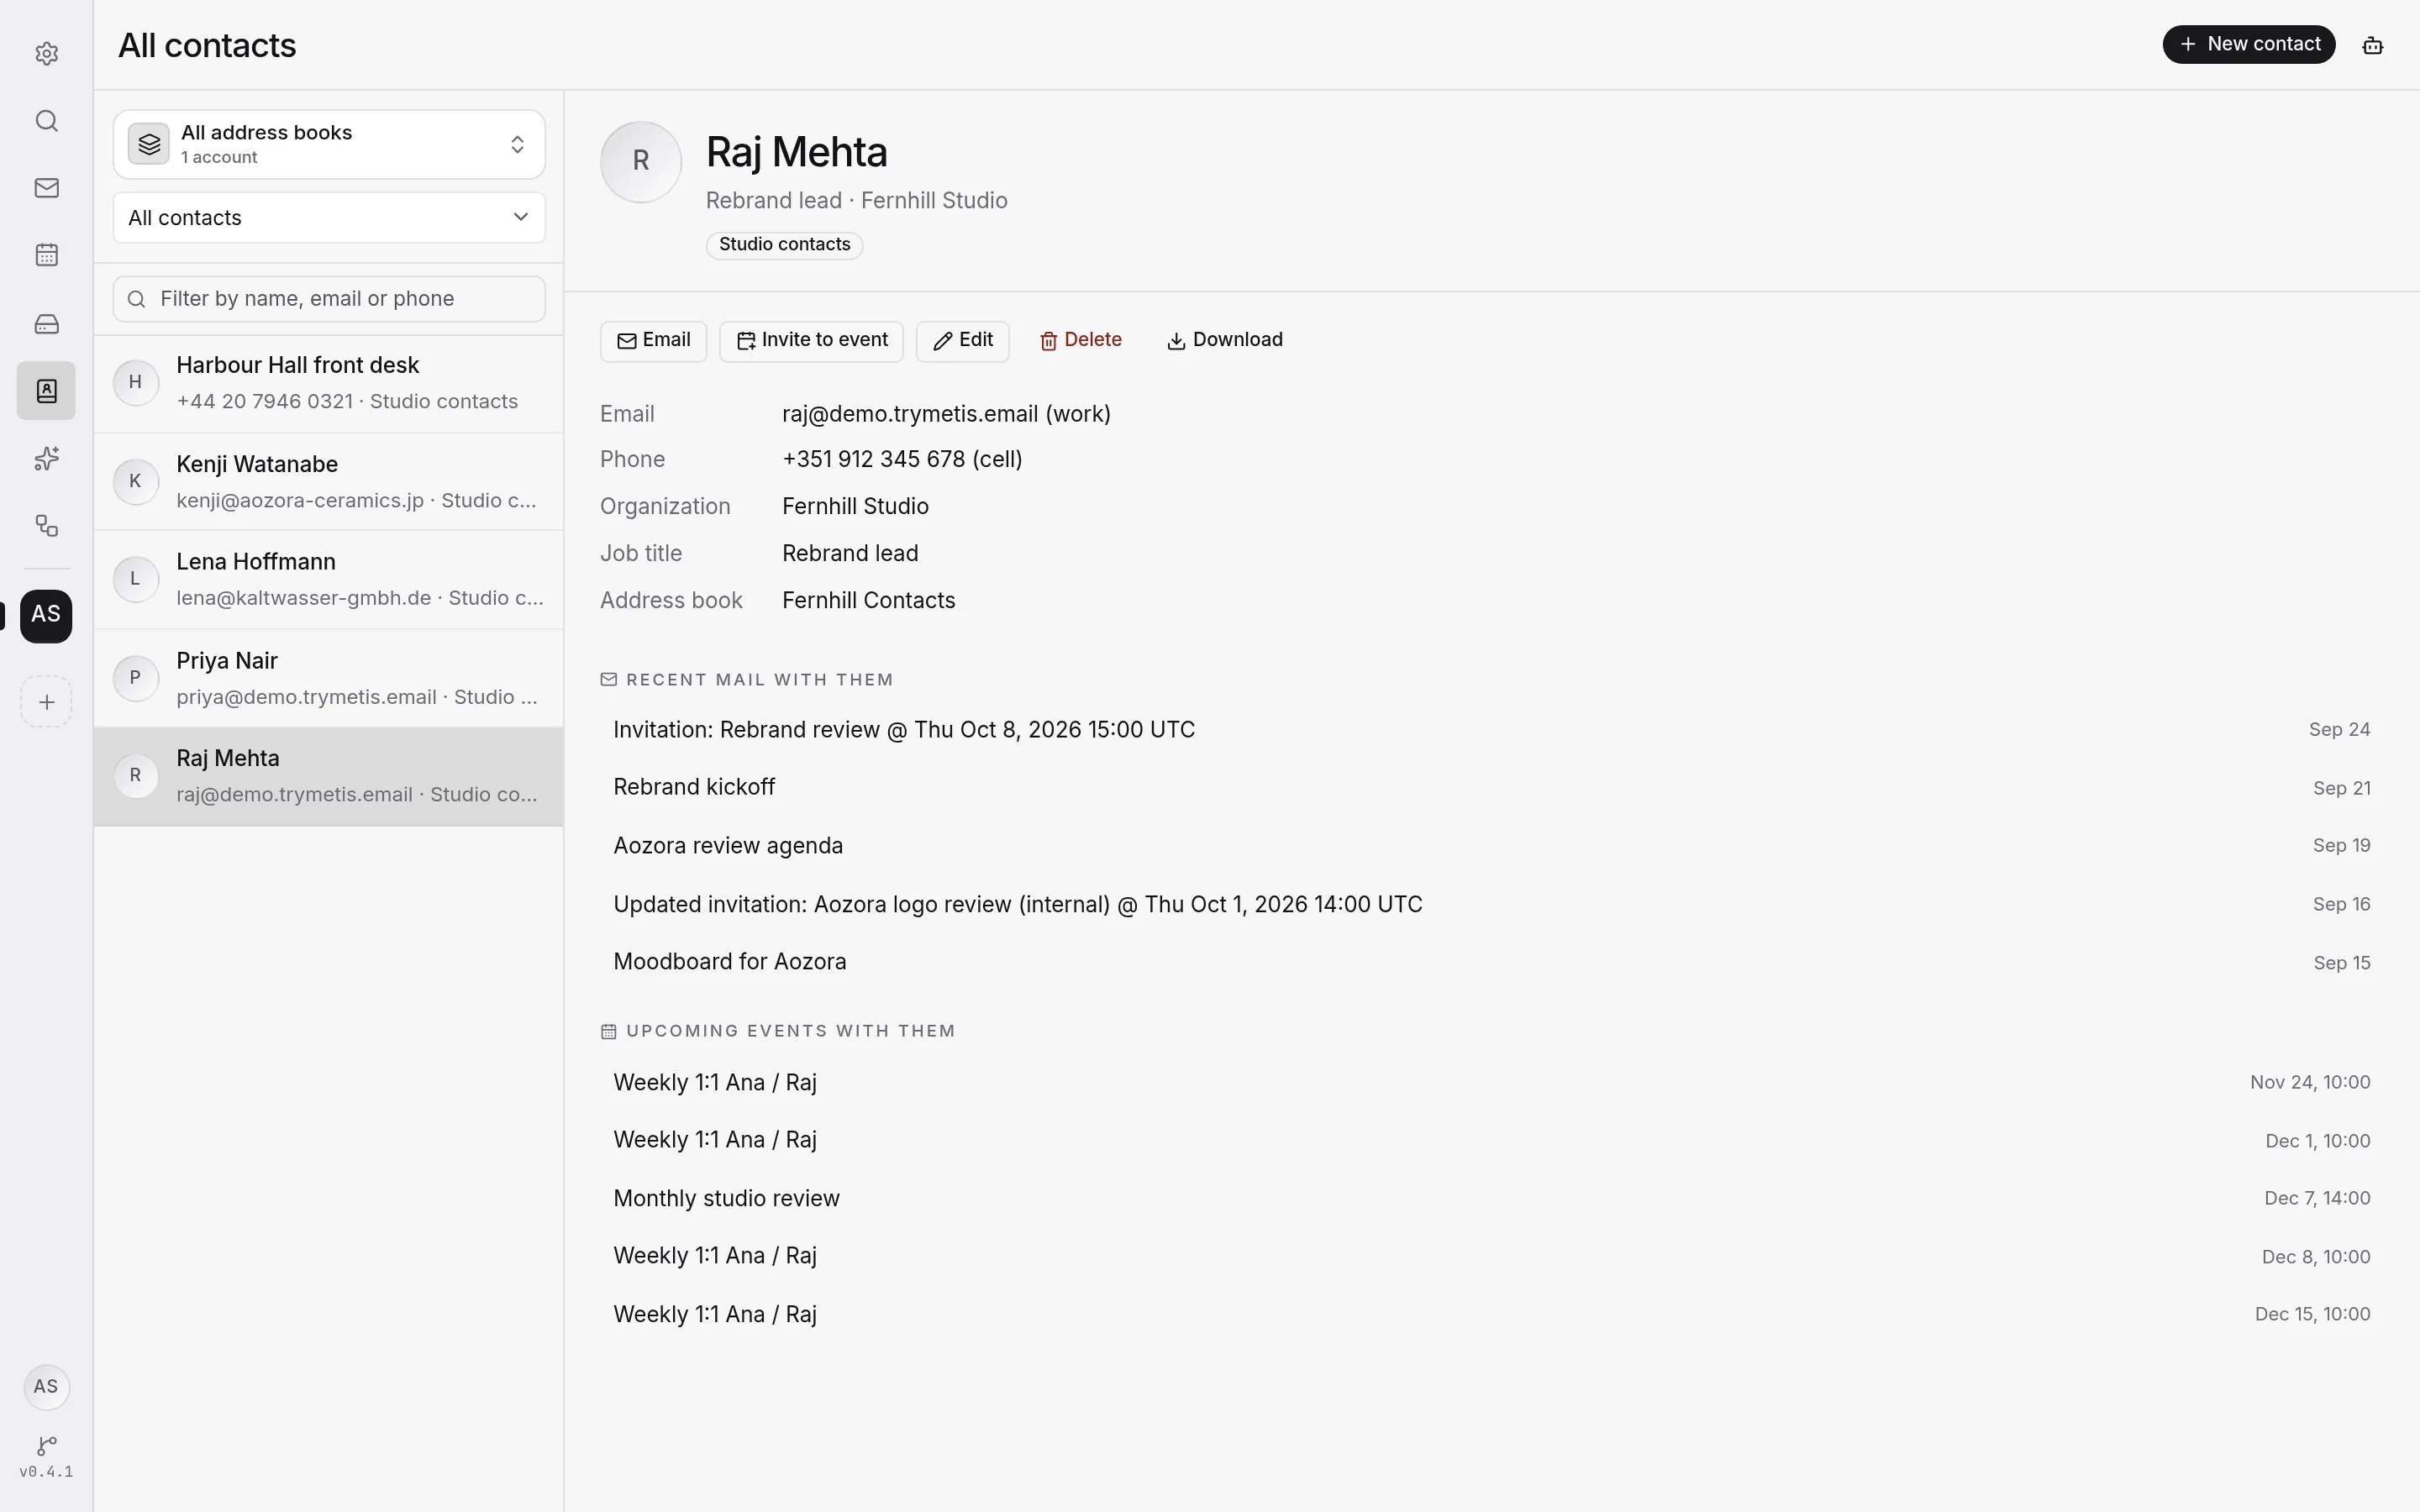 All contacts
+ New contact
All address books
1 account
All contacts
Filter by name, email or phone
H
Harbour Hall front desk
+44 20 7946 0321 · Studio contacts
K
Kenji Watanabe
kenji@aozora-ceramics.jp · Studio c...
L
Lena Hoffmann
lena@kaltwasser-gmbh.de · Studio c...
P
Priya Nair
priya@demo.trymetis.email · Studio ...
R
Raj Mehta
raj@demo.trymetis.email · Studio co...
AS
AS
v0.4.1
R
Raj Mehta
Rebrand lead · Fernhill Studio
Studio contacts
Email Invite to event Edit Delete Download
Email raj@demo.trymetis.email (work)
Phone +351 912 345 678 (cell)
Organization Fernhill Studio
Job title Rebrand lead
Address book Fernhill Contacts
RECENT MAIL WITH THEM
Invitation: Rebrand review @ Thu Oct 8, 2026 15:00 UTC Sep 24
Rebrand kickoff Sep 21
Aozora review agenda Sep 19
Updated invitation: Aozora logo review (internal) @ Thu Oct 1, 2026 14:00 UTC Sep 16
Moodboard for Aozora Sep 15
UPCOMING EVENTS WITH THEM
Weekly 1:1 Ana / Raj Nov 24, 10:00
Weekly 1:1 Ana / Raj Dec 1, 10:00
Monthly studio review Dec 7, 14:00
Weekly 1:1 Ana / Raj Dec 8, 10:00
Weekly 1:1 Ana / Raj Dec 15, 10:00